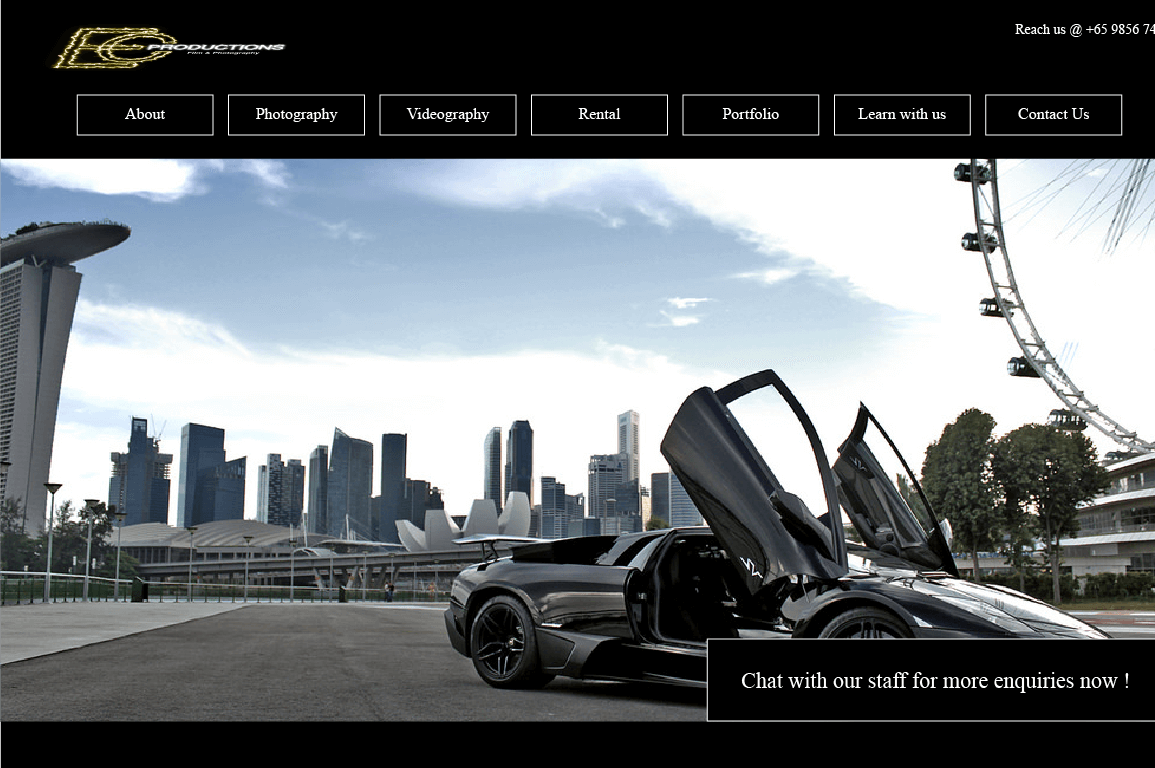 Reach us @ +65 9856 74
EC PRODUCTIONS
Film & Photography
About
Photography
Videography
Rental
Portfolio
Learn with us
Contact Us
Chat with our staff for more enquiries now !